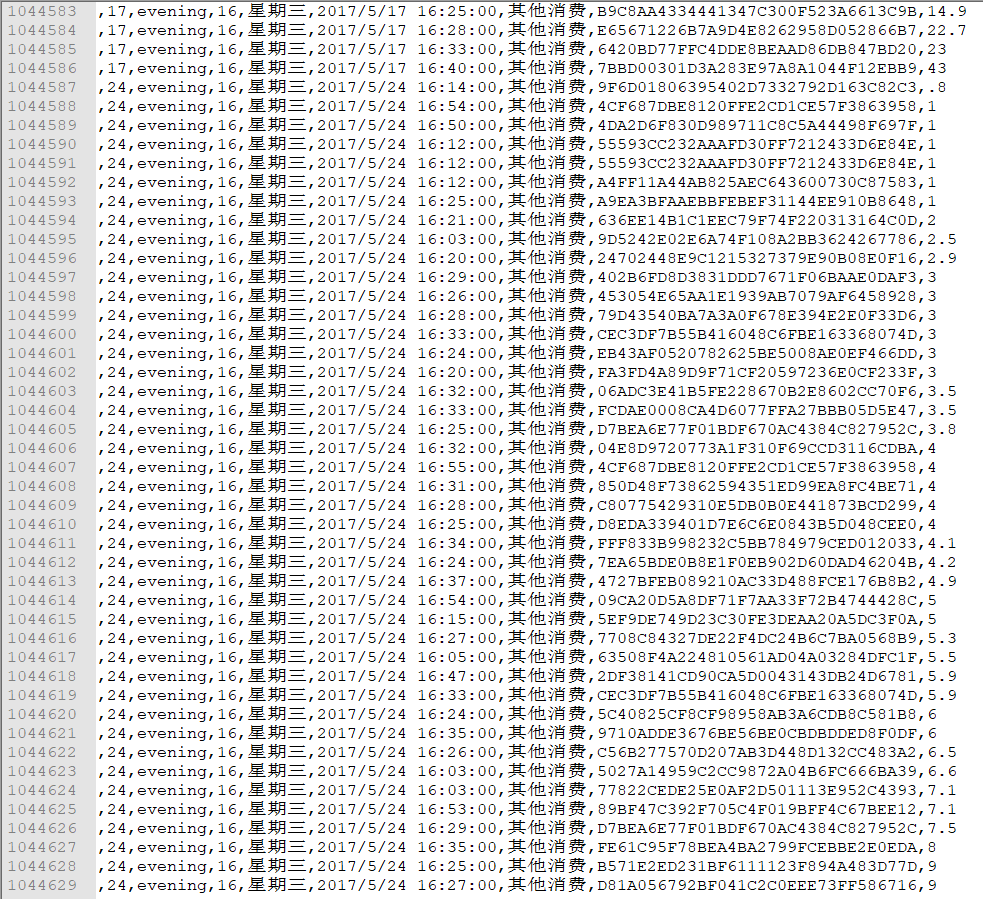 1044583 ,17,evening,16,星期三,2017/5/17 16:25:00,其他消费,B9C8AA4334441347C300F523A6613C9B,14.9
1044584 ,17,evening,16,星期三,2017/5/17 16:28:00,其他消费,E65671226B7A9D4E8262958D052866B7,22.7
1044585 ,17,evening,16,星期三,2017/5/17 16:33:00,其他消费,6420BD77FFC4DDE8BEAAD86DB847BD20,23
1044586 ,17,evening,16,星期三,2017/5/17 16:40:00,其他消费,7BBD00301D3A283E97A8A1044F12EBB9,43
1044587 ,24,evening,16,星期三,2017/5/24 16:14:00,其他消费,9F6D01806395402D7332792D163C82C3,.8
1044588 ,24,evening,16,星期三,2017/5/24 16:54:00,其他消费,4CF687DBE8120FFE2CD1CE57F3863958,1
1044589 ,24,evening,16,星期三,2017/5/24 16:50:00,其他消费,4DA2D6F830D989711C8C5A44498F697F,1
1044590 ,24,evening,16,星期三,2017/5/24 16:12:00,其他消费,55593CC232AAAFD30FF7212433D6E84E,1
1044591 ,24,evening,16,星期三,2017/5/24 16:12:00,其他消费,55593CC232AAAFD30FF7212433D6E84E,1
1044592 ,24,evening,16,星期三,2017/5/24 16:12:00,其他消费,A4FF11A44AB825AEC643600730C87583,1
1044593 ,24,evening,16,星期三,2017/5/24 16:25:00,其他消费,A9EA3BFAAEBBFEBEF31144EE910B8648,1
1044594 ,24,evening,16,星期三,2017/5/24 16:21:00,其他消费,636EE14B1C1EEC79F74F220313164C0D,2
1044595 ,24,evening,16,星期三,2017/5/24 16:03:00,其他消费,9D5242E02E6A74F108A2BB3624267786,2.5
1044596 ,24,evening,16,星期三,2017/5/24 16:20:00,其他消费,24702448E9C1215327379E90B08E0F16,2.9
1044597 ,24,evening,16,星期三,2017/5/24 16:29:00,其他消费,402B6FD8D3831DDD7671F06BAAE0DAF3,3
1044598 ,24,evening,16,星期三,2017/5/24 16:26:00,其他消费,453054E65AA1E1939AB7079AF6458928,3
1044599 ,24,evening,16,星期三,2017/5/24 16:28:00,其他消费,79D43540BA7A3A0F678E394E2E0F33D6,3
1044600 ,24,evening,16,星期三,2017/5/24 16:33:00,其他消费,CEC3DF7B55B416048C6FBE163368074D,3
1044601 ,24,evening,16,星期三,2017/5/24 16:24:00,其他消费,EB43AF0520782625BE5008AE0EF466DD,3
1044602 ,24,evening,16,星期三,2017/5/24 16:20:00,其他消费,FA3FD4A89D9F71CF20597236E0CF233F,3
1044603 ,24,evening,16,星期三,2017/5/24 16:32:00,其他消费,06ADC3E41B5FE228670B2E8602CC70F6,3.5
1044604 ,24,evening,16,星期三,2017/5/24 16:33:00,其他消费,FCDAE0008CA4D6077FFA27BBB05D5E47,3.5
1044605 ,24,evening,16,星期三,2017/5/24 16:25:00,其他消费,D7BEA6E77F01BDF670AC4384C827952C,3.8
1044606 ,24,evening,16,星期三,2017/5/24 16:32:00,其他消费,04E8D9720773A1F310F69CCD3116CDBA,4
1044607 ,24,evening,16,星期三,2017/5/24 16:55:00,其他消费,4CF687DBE8120FFE2CD1CE57F3863958,4
1044608 ,24,evening,16,星期三,2017/5/24 16:31:00,其他消费,850D48F73862594351ED99EA8FC4BE71,4
1044609 ,24,evening,16,星期三,2017/5/24 16:28:00,其他消费,C80775429310E5DB0B0E441873BCD299,4
1044610 ,24,evening,16,星期三,2017/5/24 16:25:00,其他消费,D8EDA339401D7E6C6E0843B5D048CEE0,4
1044611 ,24,evening,16,星期三,2017/5/24 16:34:00,其他消费,FFF833B998232C5BB784979CED012033,4.1
1044612 ,24,evening,16,星期三,2017/5/24 16:24:00,其他消费,7EA65BDE0B8E1F0EB902D60DAD46204B,4.2
1044613 ,24,evening,16,星期三,2017/5/24 16:37:00,其他消费,4727BFEB089210AC33D488FCE176B8B2,4.9
1044614 ,24,evening,16,星期三,2017/5/24 16:54:00,其他消费,09CA20D5A8DF71F7AA33F72B4744428C,5
1044615 ,24,evening,16,星期三,2017/5/24 16:15:00,其他消费,5EF9DE749D23C30FE3DEAA20A5DC3F0A,5
1044616 ,24,evening,16,星期三,2017/5/24 16:27:00,其他消费,7708C84327DE22F4DC24B6C7BA0568B9,5.3
1044617 ,24,evening,16,星期三,2017/5/24 16:05:00,其他消费,63508F4A224810561AD04A03284DFC1F,5.5
1044618 ,24,evening,16,星期三,2017/5/24 16:47:00,其他消费,2DF38141CD90CA5D0043143DB24D6781,5.9
1044619 ,24,evening,16,星期三,2017/5/24 16:33:00,其他消费,CEC3DF7B55B416048C6FBE163368074D,5.9
1044620 ,24,evening,16,星期三,2017/5/24 16:24:00,其他消费,5C40825CF8CF98958AB3A6CDB8C581B8,6
1044621 ,24,evening,16,星期三,2017/5/24 16:35:00,其他消费,9710ADDE3676BE56BE0CBDBDDED8F0DF,6
1044622 ,24,evening,16,星期三,2017/5/24 16:26:00,其他消费,C56B277570D207AB3D448D132CC483A2,6.5
1044623 ,24,evening,16,星期三,2017/5/24 16:03:00,其他消费,5027A14959C2CC9872A04B6FC666BA39,6.6
1044624 ,24,evening,16,星期三,2017/5/24 16:03:00,其他消费,77822CEDE25E0AF2D501113E952C4393,7.1
1044625 ,24,evening,16,星期三,2017/5/24 16:53:00,其他消费,89BF47C392F705C4F019BFF4C67BEE12,7.1
1044626 ,24,evening,16,星期三,2017/5/24 16:29:00,其他消费,D7BEA6E77F01BDF670AC4384C827952C,7.5
1044627 ,24,evening,16,星期三,2017/5/24 16:35:00,其他消费,FE61C95F78BEA4BA2799FCEBBE2E0EDA,8
1044628 ,24,evening,16,星期三,2017/5/24 16:25:00,其他消费,B571E2ED231BF6111123F894A483D77D,9
1044629 ,24,evening,16,星期三,2017/5/24 16:27:00,其他消费,D81A056792BF041C2C0EEE73FF586716,9